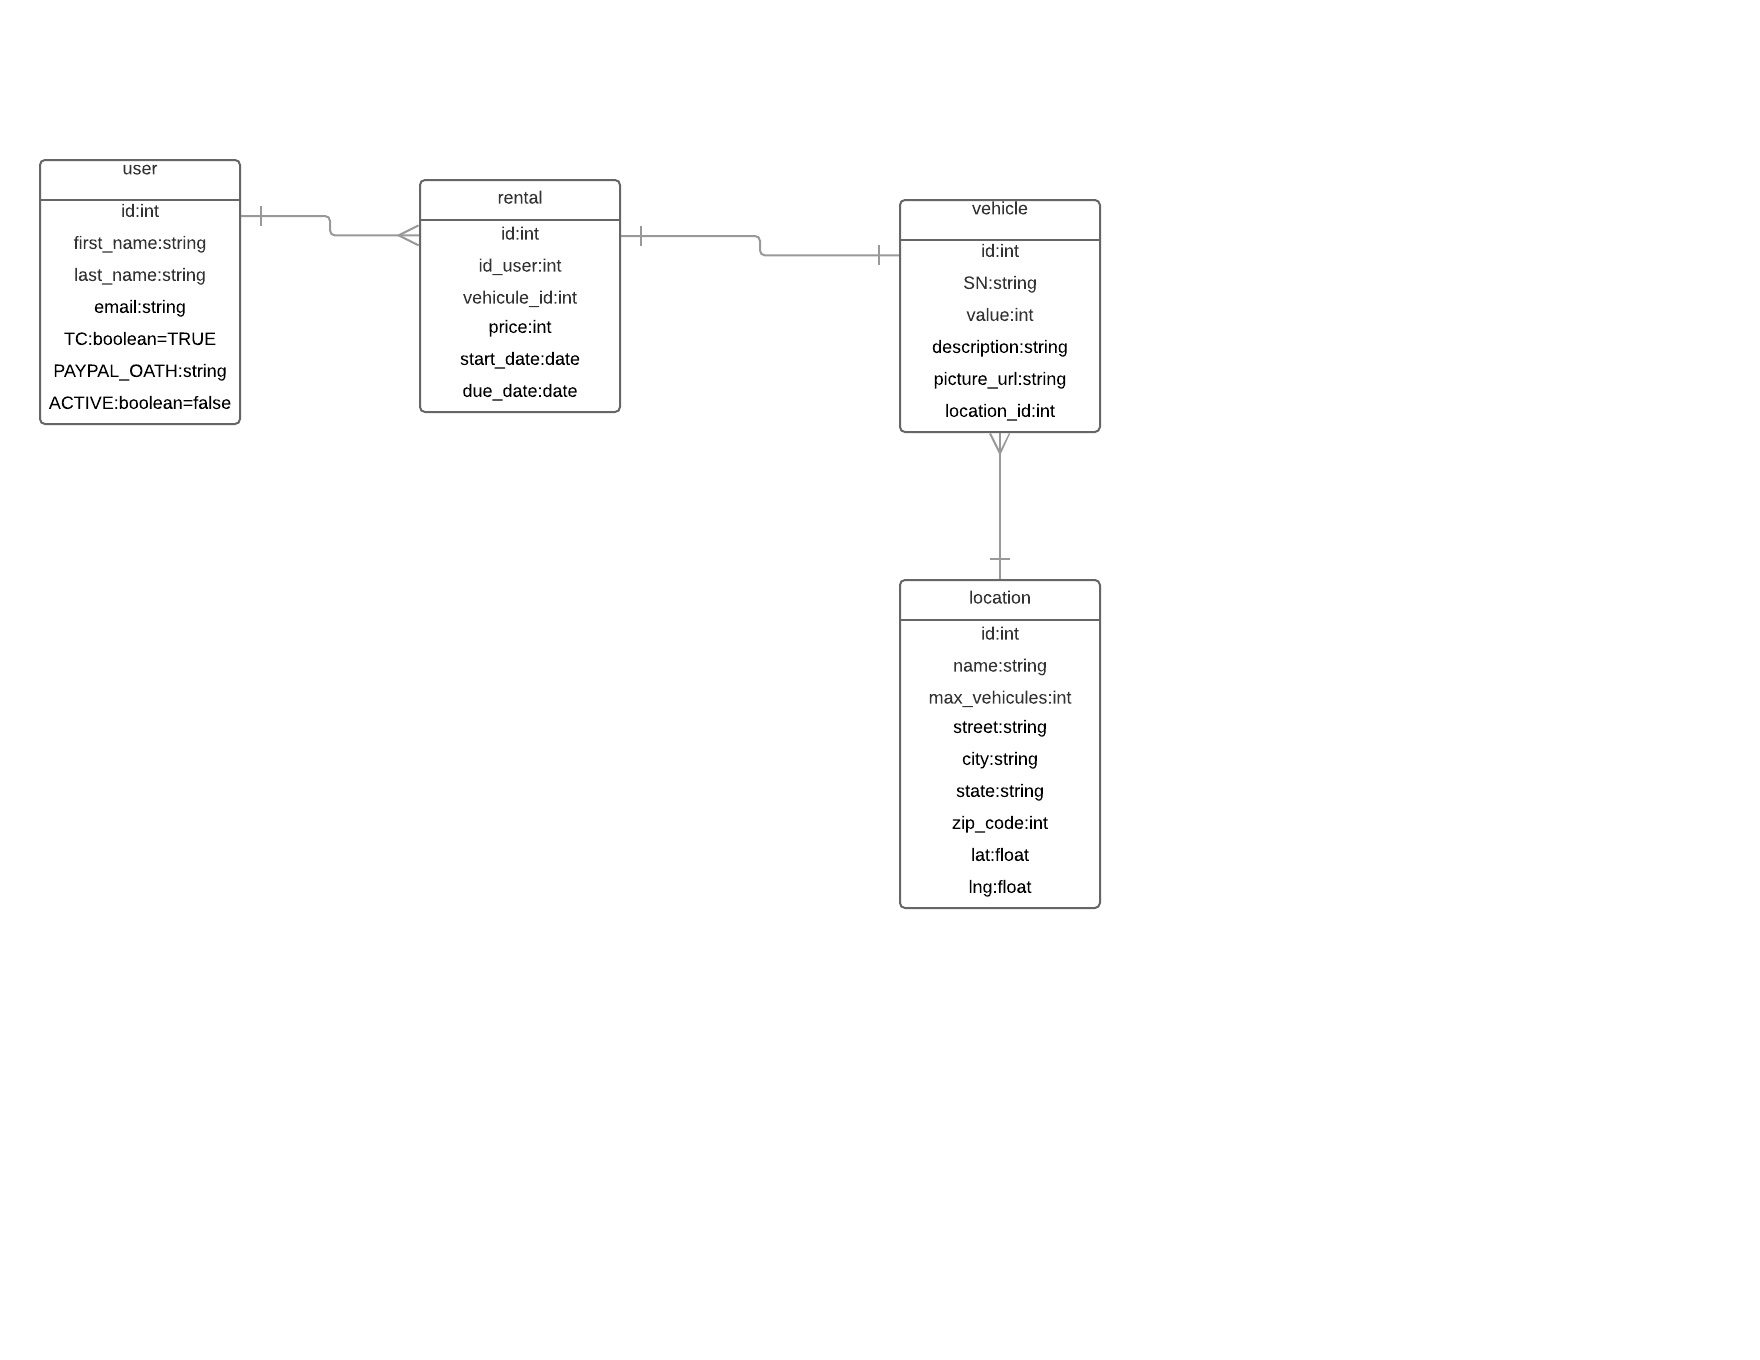 user
id:int
first_name:string
last_name:string
email:string
TC:boolean=TRUE
PAYPAL_OATH:string
ACTIVE:boolean=false
rental
id:int
id_user:int
vehicule_id:int
price:int
start_date:date
due_date:date
vehicle
id:int
SN:string
value:int
description:string
picture_url:string
location_id:int
location
id:int
name:string
max_vehicules:int
street:string
city:string
state:string
zip_code:int
lat:float
lng:float